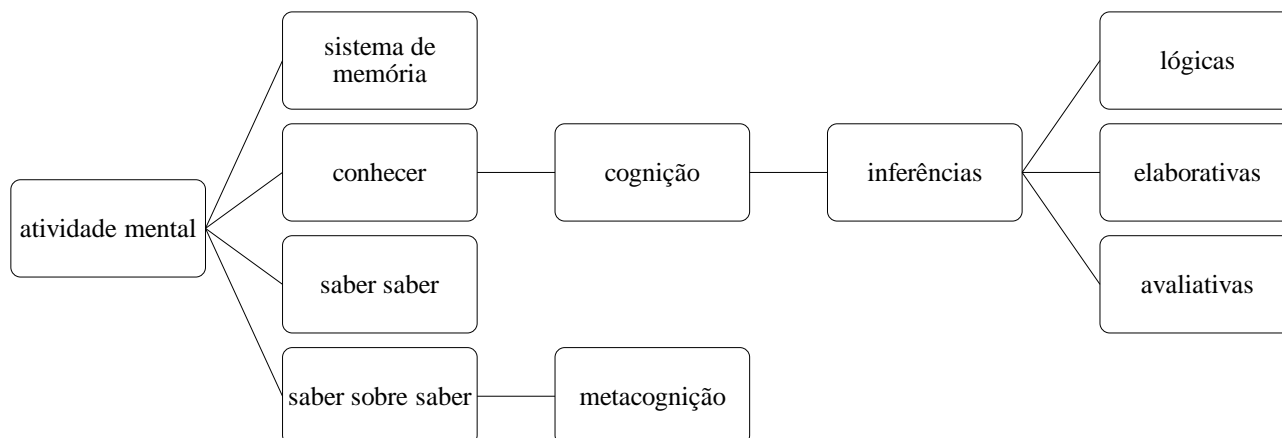 atividade mental
sistema de
memória
conhecer
saber saber
saber sobre saber
cognição
metacognição
inferências
lógicas
elaborativas
avaliativas